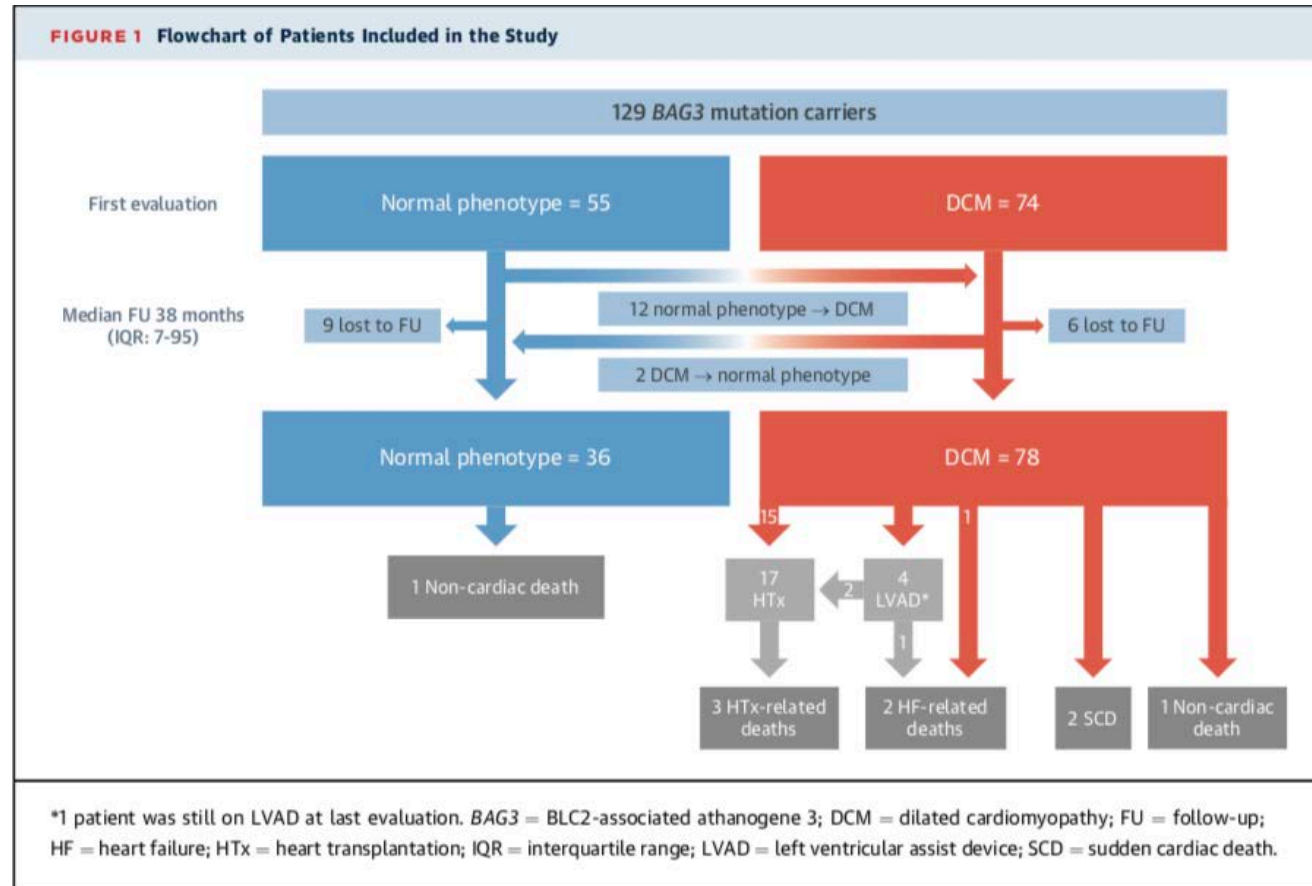 FIGURE 1 Flowchart of Patients Included in the Study
129 BAG3 mutation carriers
First evaluation
Normal phenotype = 55
DCM = 74
Median FU 38 months
(IQR: 7-95)
9 lost to FU
12 normal phenotype → DCM
6 lost to FU
2 DCM → normal phenotype
Normal phenotype = 36
DCM = 78
15
1
1 Non-cardiac death
17
HTx
2
4
LVAD*
1
3 HTx-related
deaths
2 HF-related
deaths
2 SCD
1 Non-cardiac
death
*1 patient was still on LVAD at last evaluation. BAG3 = BLC2-associated athanogene 3; DCM = dilated cardiomyopathy; FU = follow-up;
HF = heart failure; HTx = heart transplantation; IQR = interquartile range; LVAD = left ventricular assist device; SCD = sudden cardiac death.